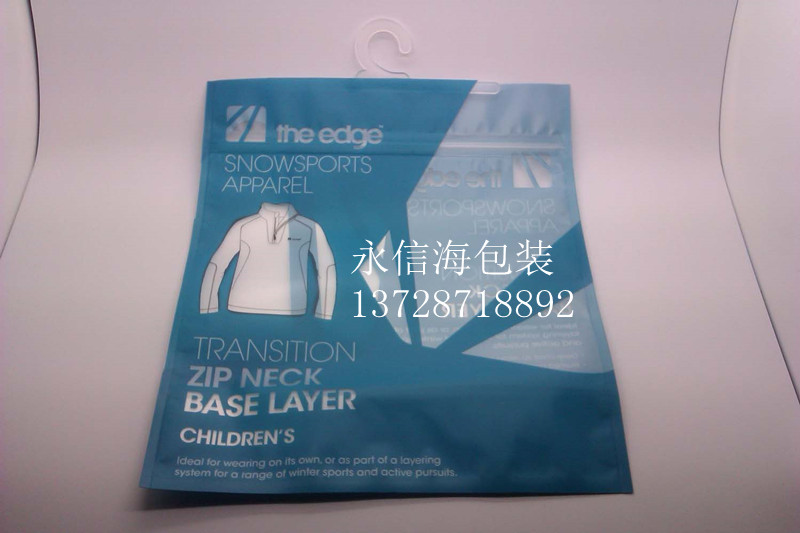 the edge™
SNOWSPORTS
APPAREL
永信海包装
13728718892
TRANSITION
ZIP NECK
BASE LAYER
CHILDREN'S
Ideal for wearing on its own, or as part of a layering
system for a range of winter sports and active pursuits.